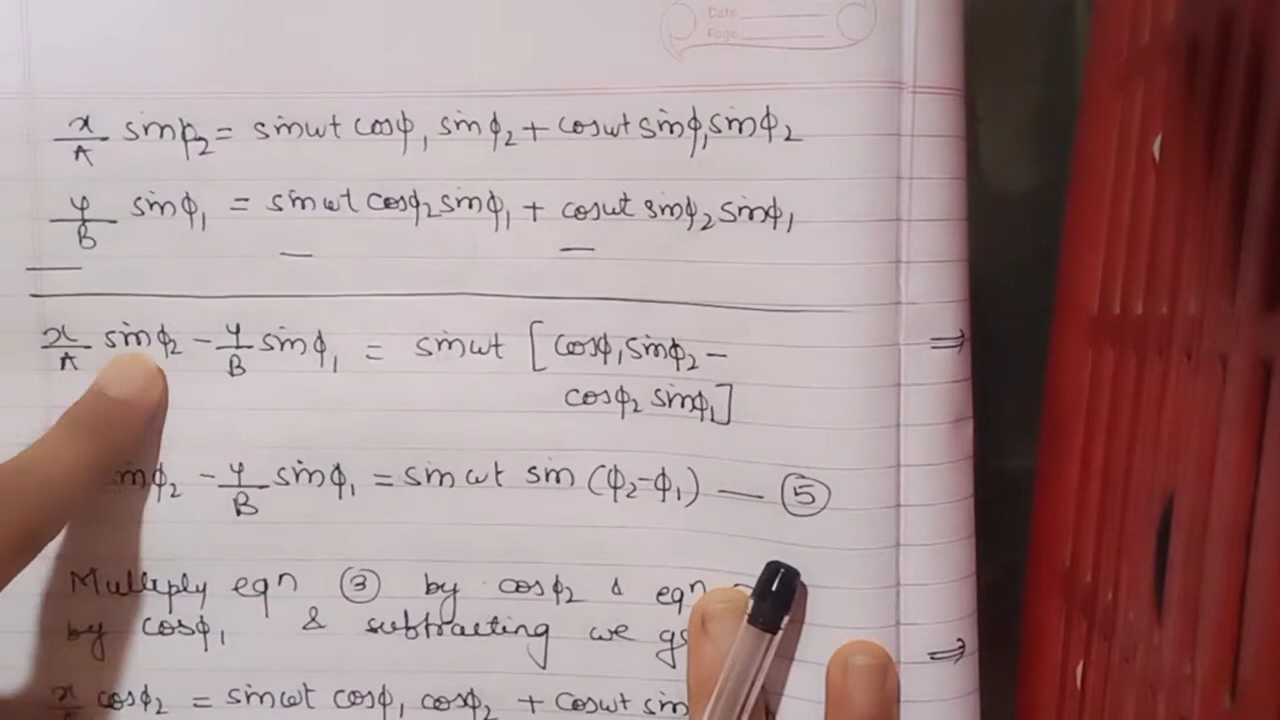 Date
Page
x/A sinφ₂ = sinωt cosφ₁ sinφ₂ + cosωt sinφ₁ sinφ₂
y/B sinφ₁ = sinωt cosφ₂ sinφ₁ + cosωt sinφ₂ sinφ₁
x/A sinφ₂ - y/B sinφ₁ = sinωt [cosφ₁ sinφ₂ - ⇒
cosφ₂ sinφ₁]
φ₂ - y/B sinφ₁ = sinωt sin (φ₂-φ₁) — ⑤
Multiply eqn ③ by cosφ₂ & eqn
by cosφ₁ & subtracting we ⇒
cosφ₂ = sinωt cosφ₁ cosφ₂ + cosωt sin